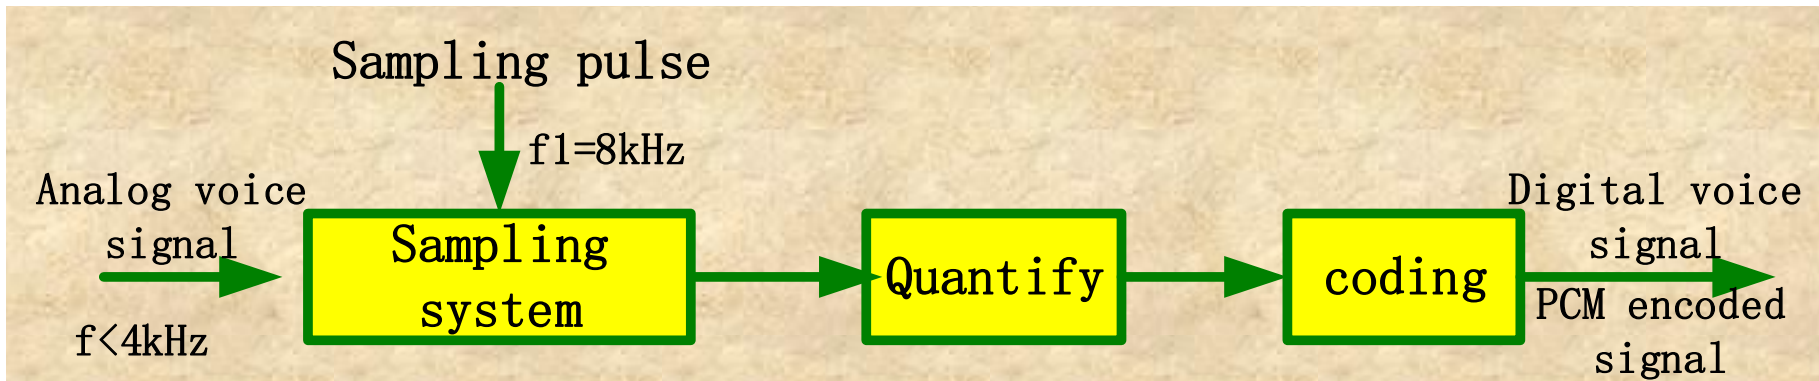 Sampling pulse
f1=8kHz
Analog voice
signal
f<4kHz
Sampling
system
Quantify
coding
Digital voice
signal
PCM encoded
signal